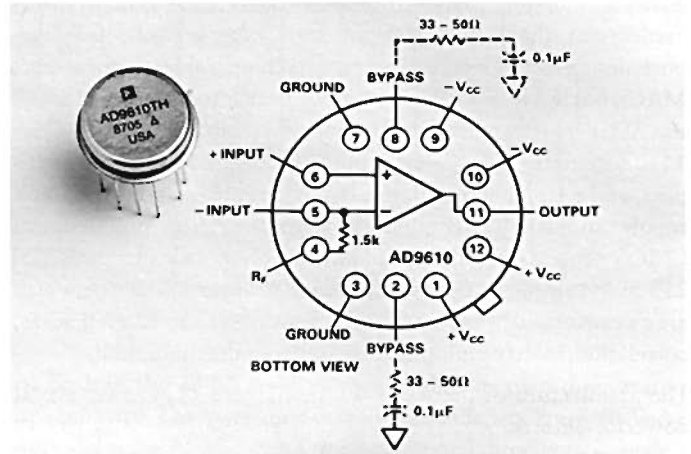 AD9610TH
8705 Δ
USA
33 – 50Ω
0.1μF
BYPASS
GROUND
–VCC
7
8
9
+ INPUT
6
+
–VCC
10
– INPUT
5
–
11
OUTPUT
4
1.5k
AD9610
12
Rf
3
2
1
+VCC
GROUND
BYPASS
+VCC
BOTTOM VIEW
33 – 50Ω
0.1μF